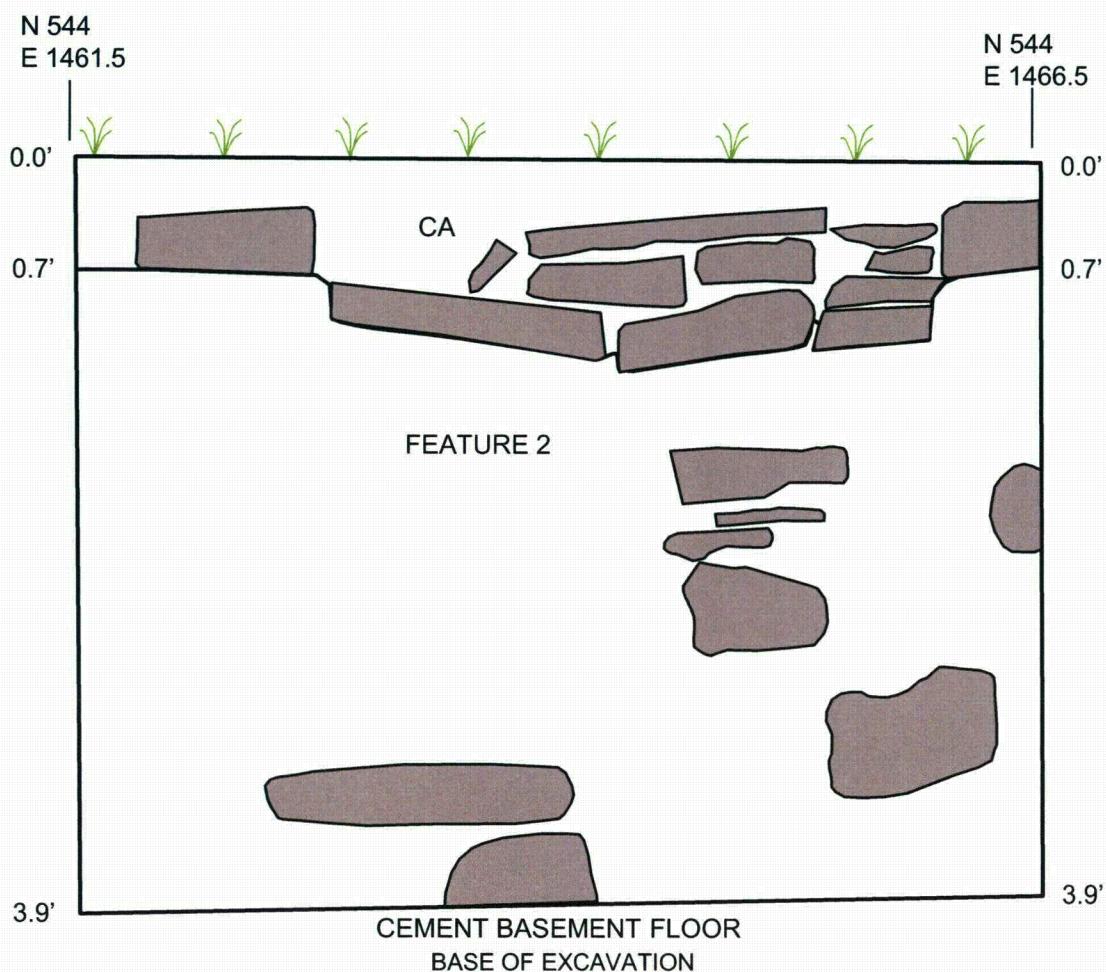 N 544
E 1461.5
N 544
E 1466.5
0.0'
0.0'
CA
0.7'
0.7'
FEATURE 2
3.9'
3.9'
CEMENT BASEMENT FLOOR
BASE OF EXCAVATION